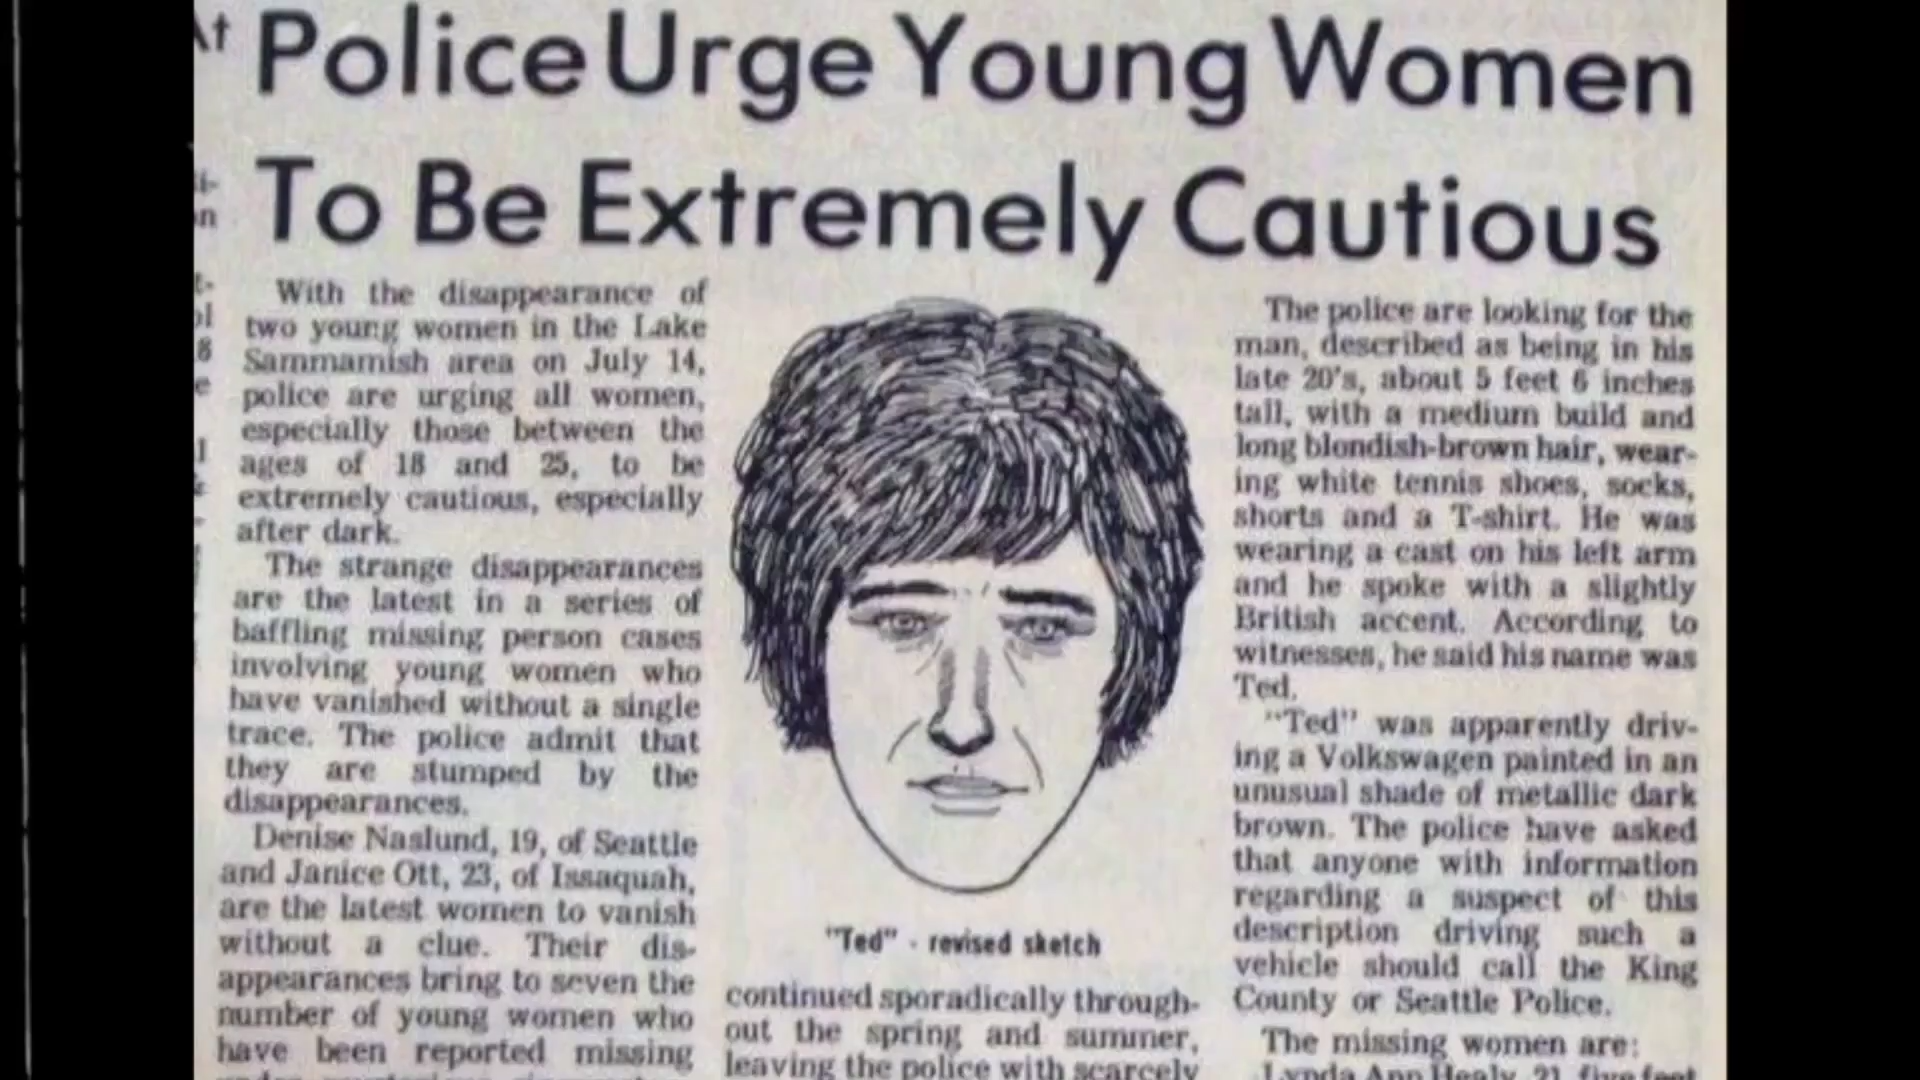 At
Police Urge Young Women
To Be Extremely Cautious
With the disappearance of
two young women in the Lake
Sammamish area on July 14,
police are urging all women,
especially those between the
ages of 18 and 25, to be
extremely cautious, especially
after dark.
The strange disappearances
are the latest in a series of
baffling missing person cases
involving young women who
have vanished without a single
trace. The police admit that
they are stumped by the
disappearances.
Denise Naslund, 19, of Seattle
and Janice Ott, 23, of Issaquah,
are the latest women to vanish
without a clue. Their dis-
appearances bring to seven the
number of young women who
have been reported missing
"Ted" - revised sketch
continued sporadically through-
out the spring and summer,
leaving the police with scarcely
The police are looking for the
man, described as being in his
late 20's, about 5 feet 6 inches
tall, with a medium build and
long blondish-brown hair, wear-
ing white tennis shoes, socks,
shorts and a T-shirt. He was
wearing a cast on his left arm
and he spoke with a slightly
British accent. According to
witnesses, he said his name was
Ted.
"Ted" was apparently driv-
ing a Volkswagen painted in an
unusual shade of metallic dark
brown. The police have asked
that anyone with information
regarding a suspect of this
description driving such a
vehicle should call the King
County or Seattle Police.
The missing women are:
Lynda Ann Healy, 21, five feet